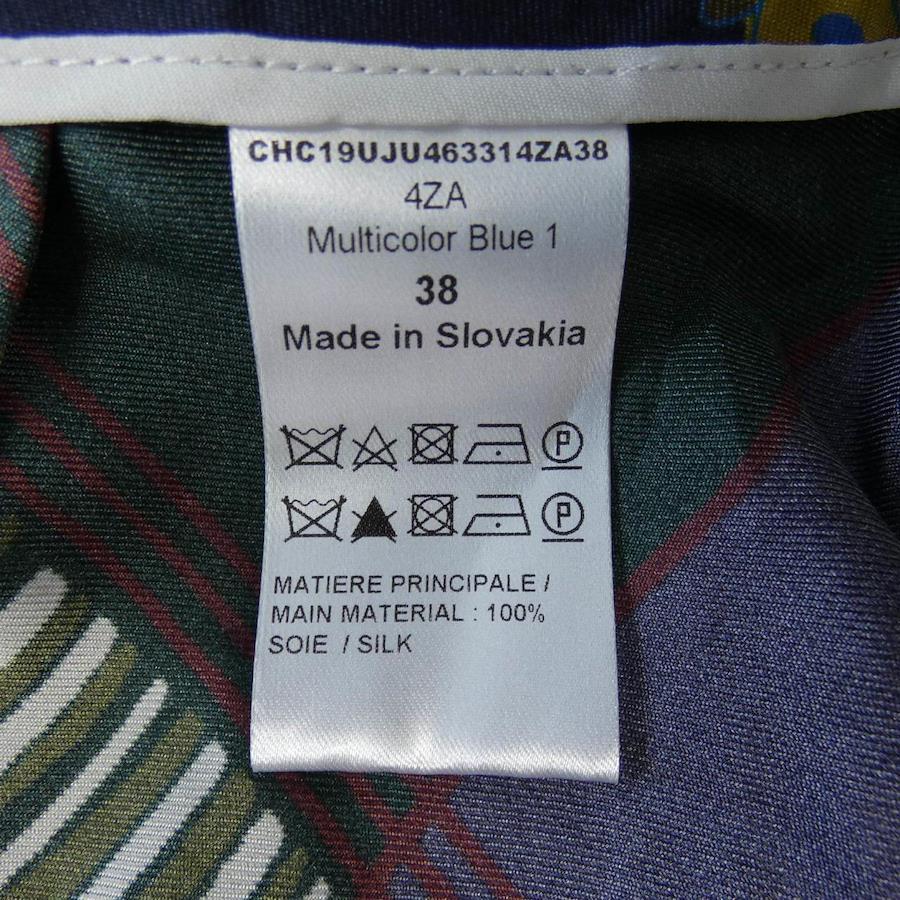 CHC19UJU463314ZA38
4ZA
Multicolor Blue 1
38
Made in Slovakia
P
P
MATIERE PRINCIPALE /
MAIN MATERIAL : 100%
SOIE / SILK